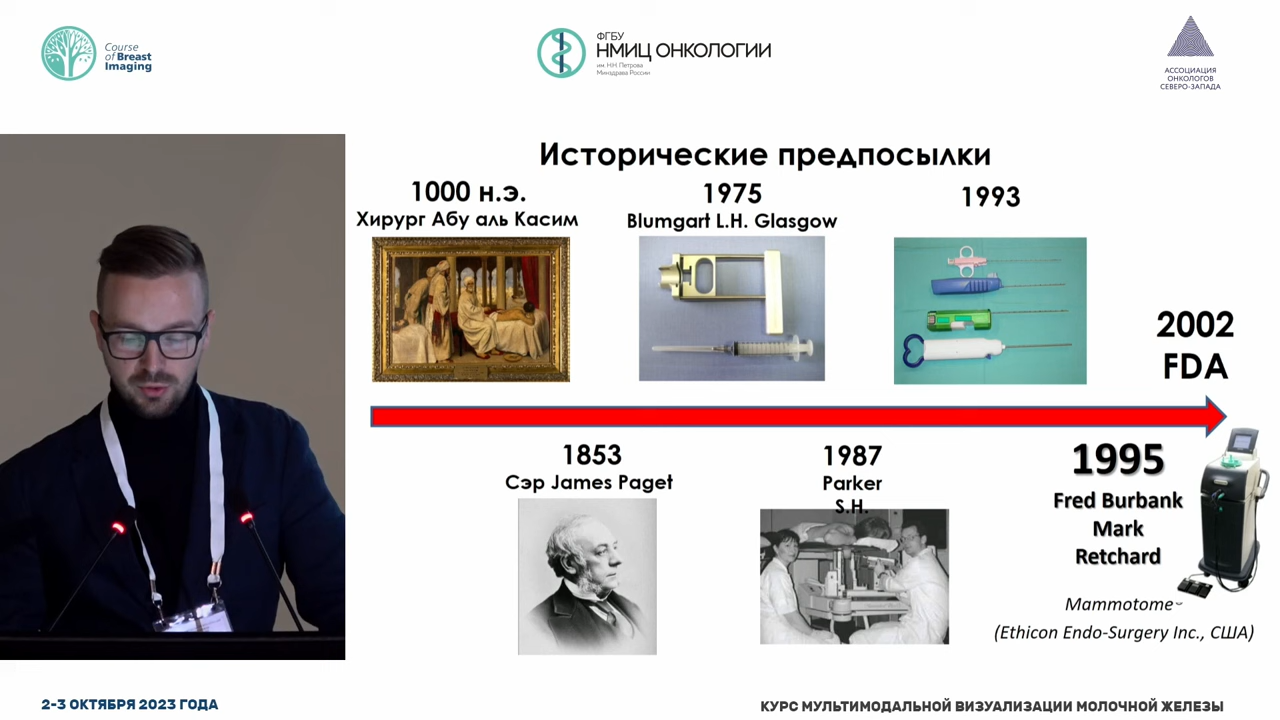 Course
of Breast
Imaging
ФГБУ
НМИЦ ОНКОЛОГИИ
им. Н.Н. Петрова
Минздрава России
АССОЦИАЦИЯ
ОНКОЛОГОВ
СЕВЕРО-ЗАПАДА
Исторические предпосылки
1000 н.э.
Хирург Абу аль Касим
1975
Blumgart L.H. Glasgow
1993
2002
FDA
1853
Сэр James Paget
1987
Parker
S.H.
1995
Fred Burbank
Mark
Retchard
Mammotome
(Ethicon Endo-Surgery Inc., США)
2-3 ОКТЯБРЯ 2023 ГОДА
КУРС МУЛЬТИМОДАЛЬНОЙ ВИЗУАЛИЗАЦИИ МОЛОЧНОЙ ЖЕЛЕЗЫ